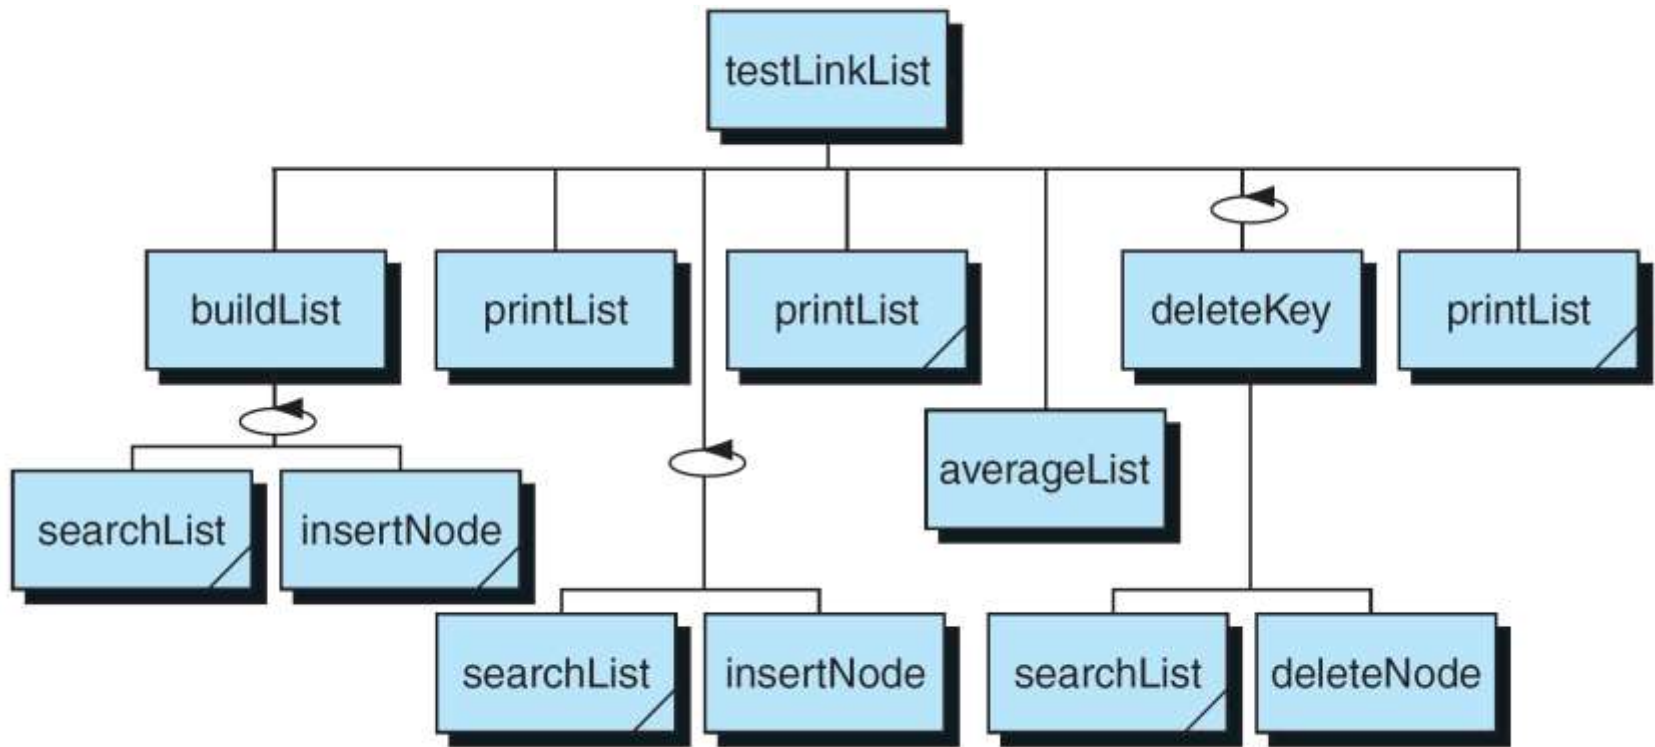 testLinkList
buildList
printList
printList
deleteKey
printList
averageList
searchList
insertNode
searchList
insertNode
searchList
deleteNode